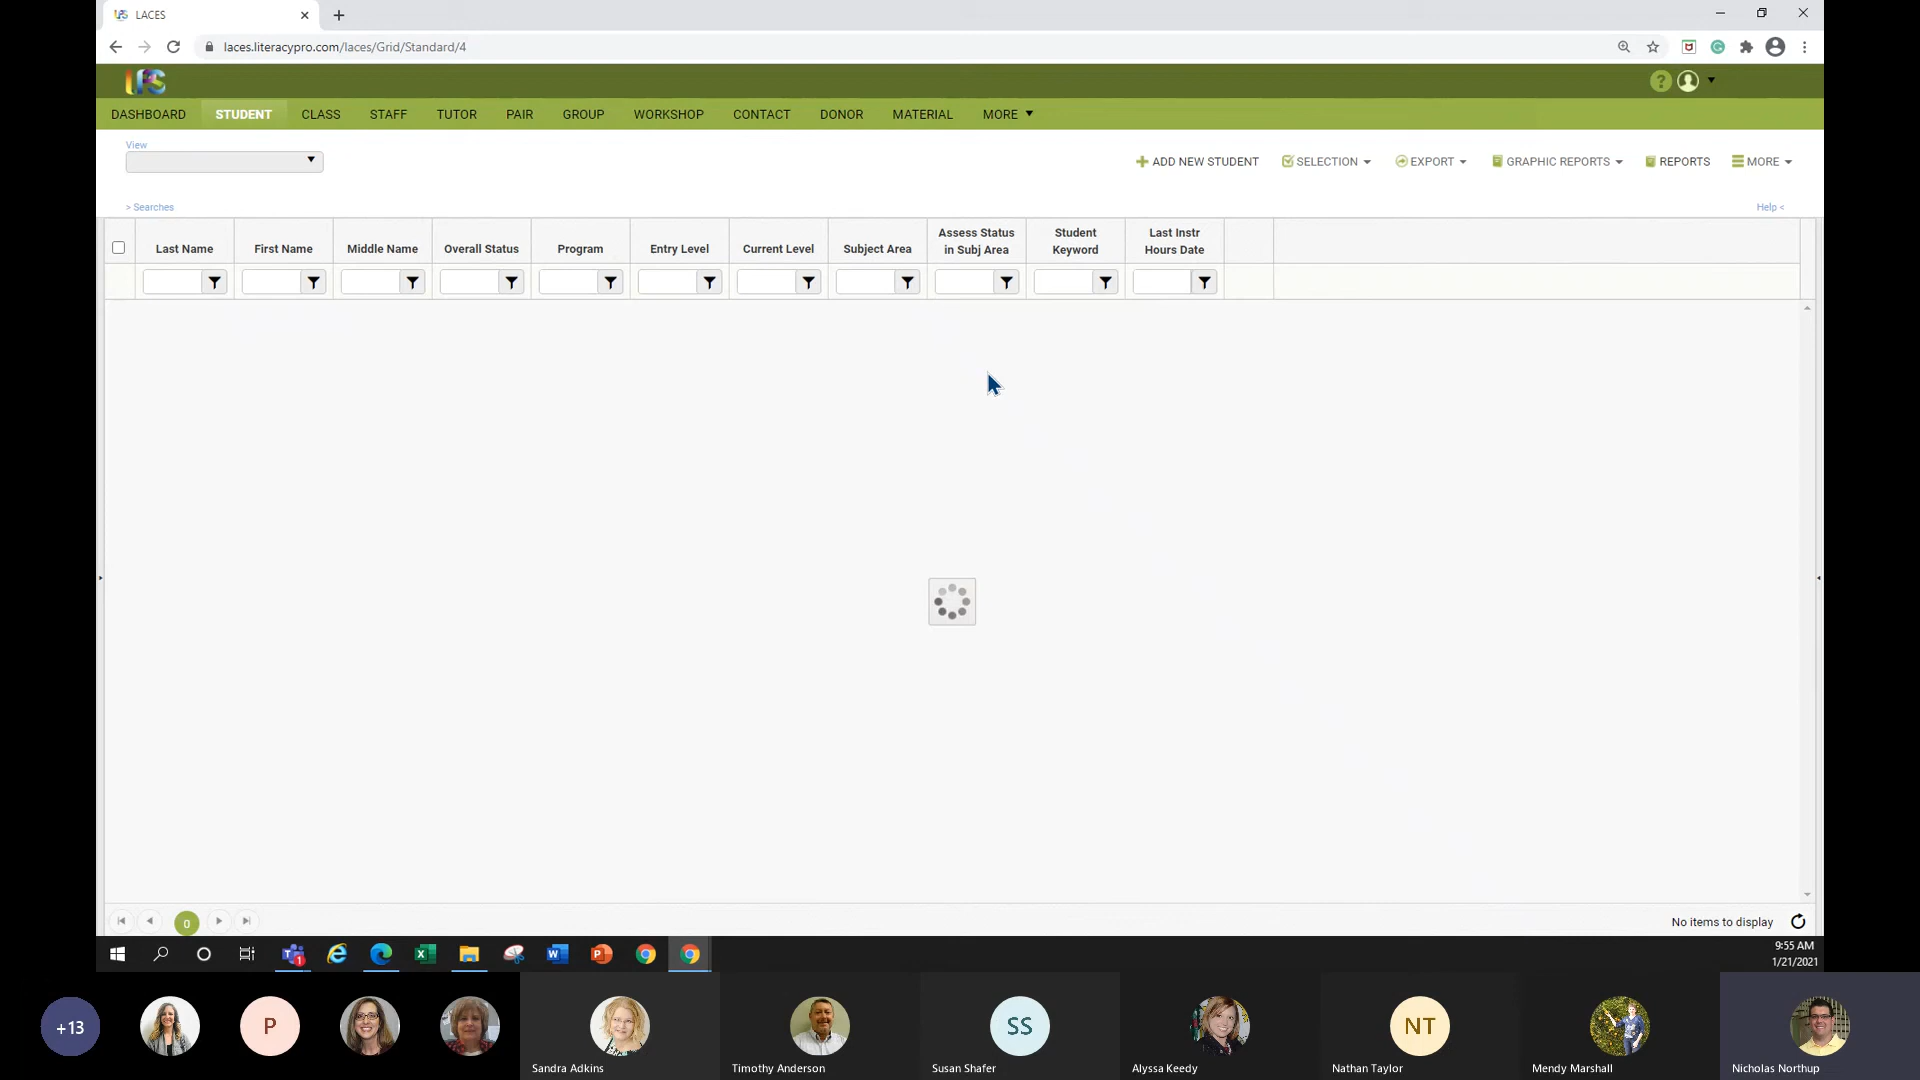 LACES
laces.literacypro.com/laces/Grid/Standard/4
LPS
?
DASHBOARD STUDENT CLASS STAFF TUTOR PAIR GROUP WORKSHOP CONTACT DONOR MATERIAL MORE
View
ADD NEW STUDENT SELECTION EXPORT GRAPHIC REPORTS REPORTS MORE
> Searches
Help <
Last Name
First Name
Middle Name
Overall Status
Program
Entry Level
Current Level
Subject Area
Assess Status
in Subj Area
Student
Keyword
Last Instr
Hours Date
0
No items to display
9:55 AM
1/21/2021
+13
P
SS
NT
Sandra Adkins
Timothy Anderson
Susan Shafer
Alyssa Keedy
Nathan Taylor
Mendy Marshall
Nicholas Northup